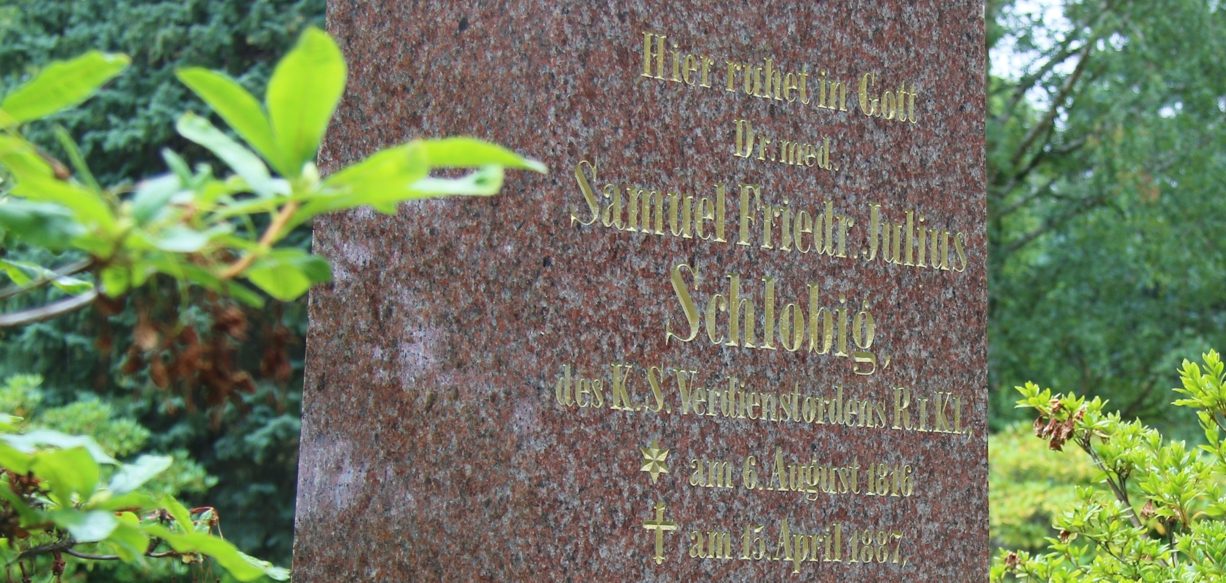 Hier ruhet in Gott
Dr. med.
Samuel Friedr. Julius
Schlobig,
des K. S. Verdienstordens R. I Kl.,
am 6. August 1816
am 15. April 1887,